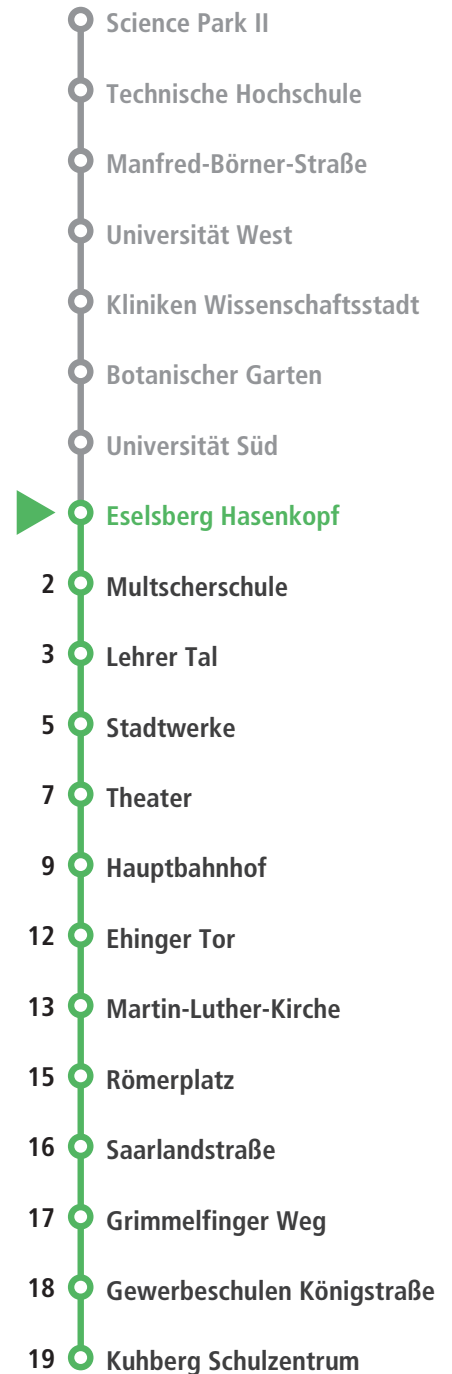 Science Park II
Technische Hochschule
Manfred-Börner-Straße
Universität West
Kliniken Wissenschaftsstadt
Botanischer Garten
Universität Süd
Eselsberg Hasenkopf
2 Multscherschule
3 Lehrer Tal
5 Stadtwerke
7 Theater
9 Hauptbahnhof
12 Ehinger Tor
13 Martin-Luther-Kirche
15 Römerplatz
16 Saarlandstraße
17 Grimmelfinger Weg
18 Gewerbeschulen Königstraße
19 Kuhberg Schulzentrum